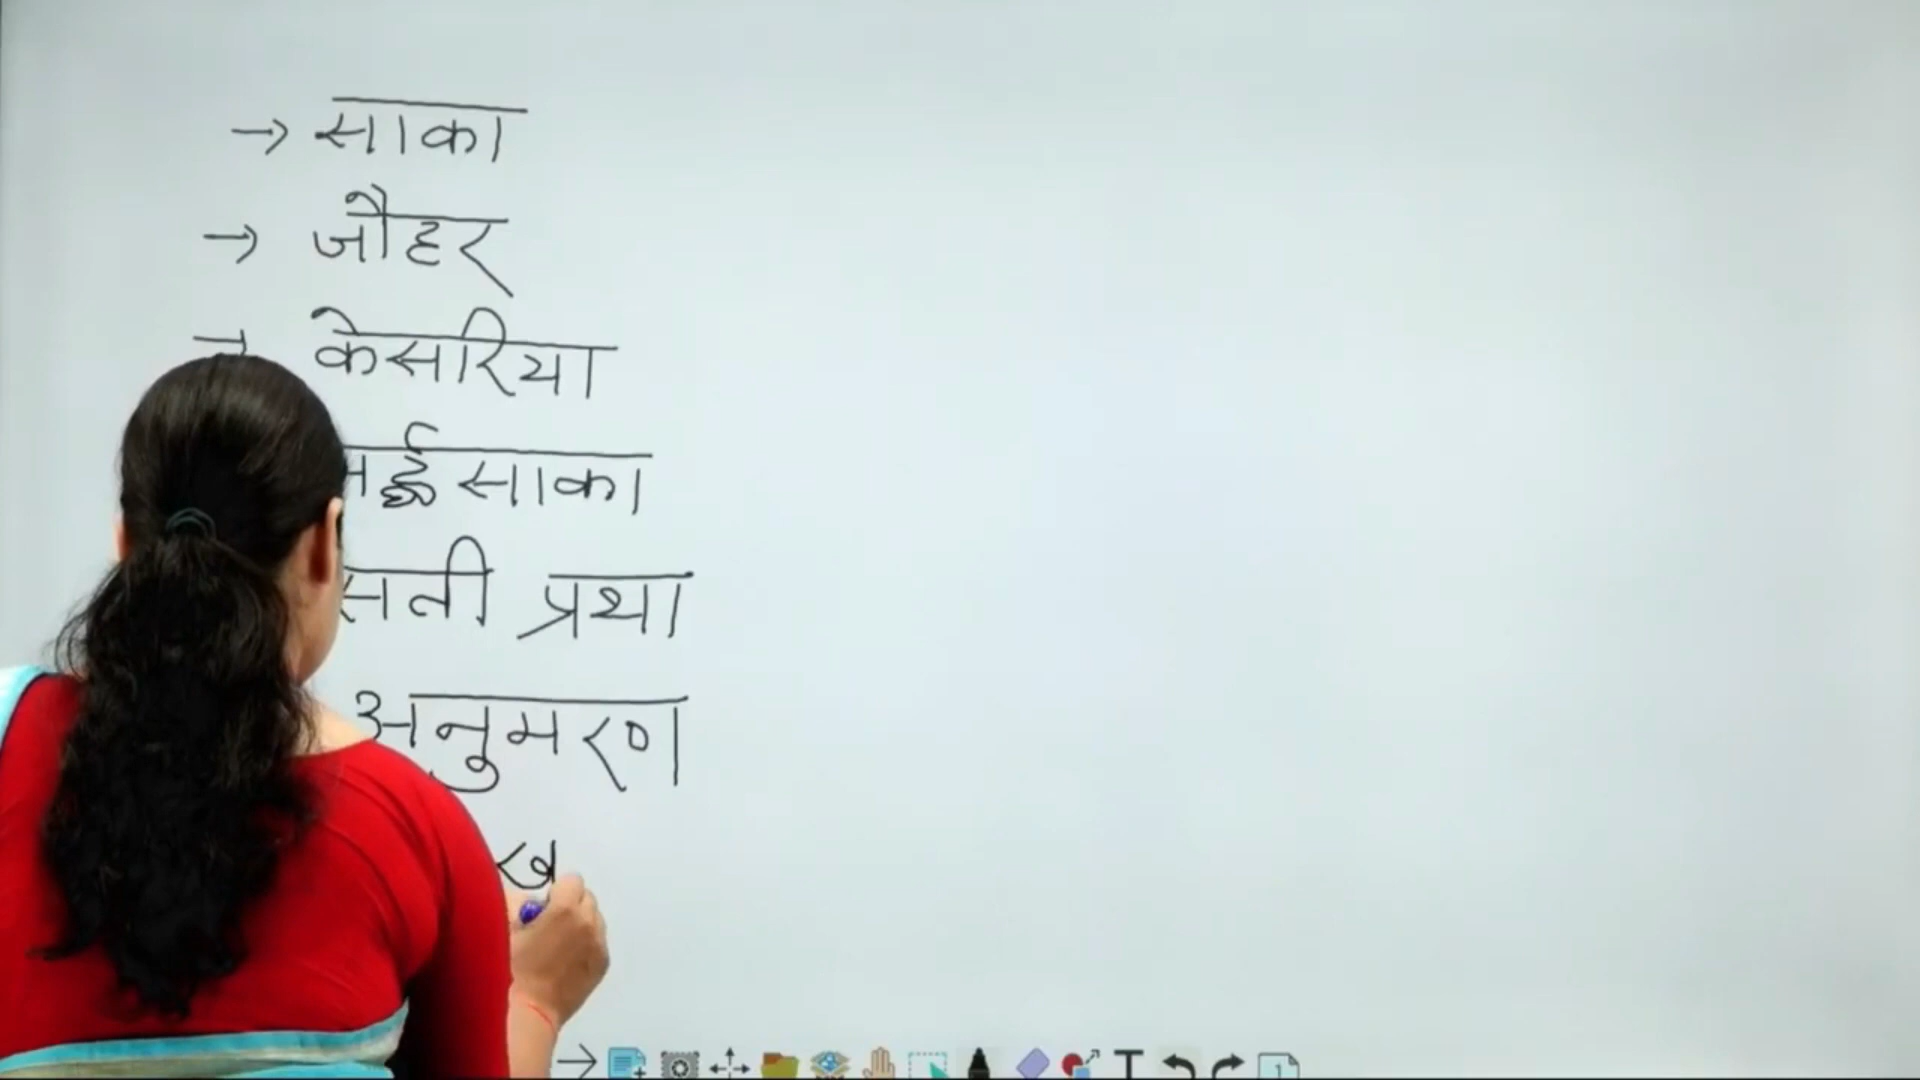 → साका
→ जौहर
→ केसरिया
साका
सती प्रथा
अनुमरण